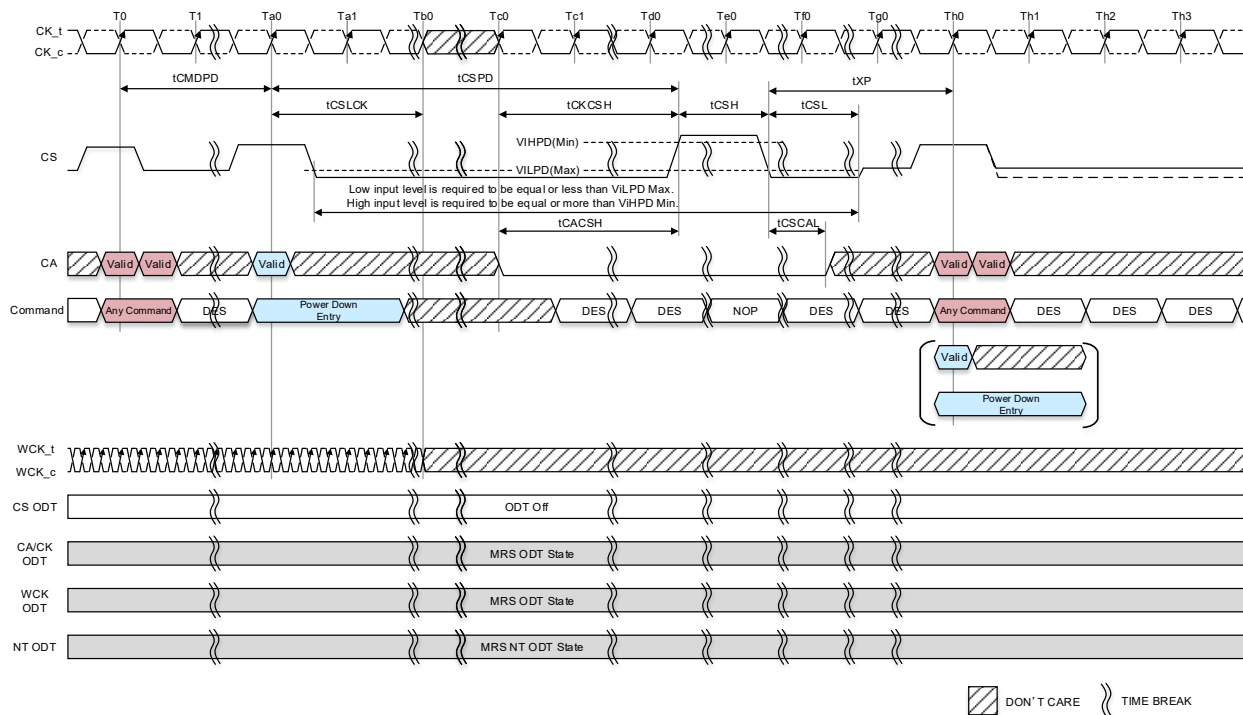 T0 T1 Ta0 Ta1 Tb0 Tc0 Tc1 Td0 Te0 Tf0 Tg0 Th0 Th1 Th2 Th3
CK_t
CK_c
tCMDPD tCSPD tXP
tCSLCK tCKCSH tCSH tCSL
VIHPD(Min)
CS
VILPD(Max)
Low input level is required to be equal or less than ViLPD Max.
High input level is required to be equal or more than ViHPD Min.
tCACSH tCSCAL
CA Valid Valid Valid Valid Valid
Command Any Command DES Power Down Entry DES DES NOP DES DES Any Command DES DES DES
Valid
Power Down
Entry
WCK_t
WCK_c
CS ODT ODT Off
CA/CK
ODT MRS ODT State
WCK
ODT MRS ODT State
NT ODT MRS NT ODT State
DON'T CARE TIME BREAK